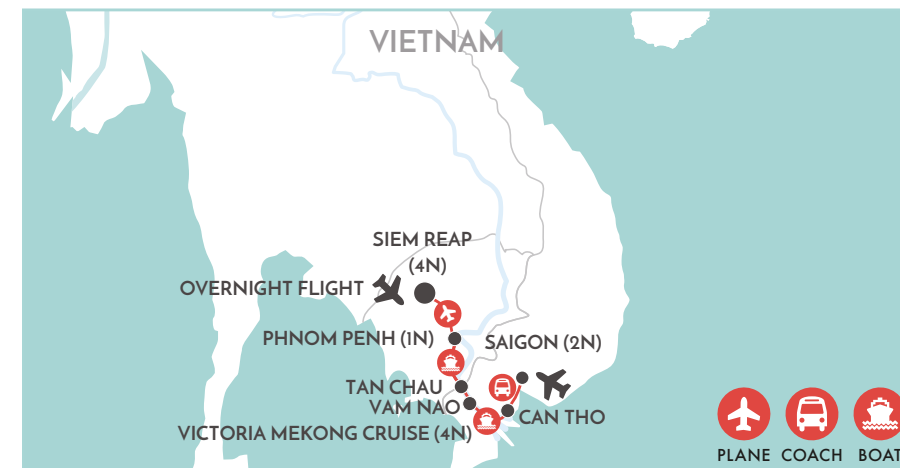 VIETNAM
SIEM REAP
(4N)
OVERNIGHT FLIGHT
PHNOM PENH (1N)
SAIGON (2N)
TAN CHAU
VAM NAO
CAN THO
VICTORIA MEKONG CRUISE (4N)
PLANE COACH BOAT